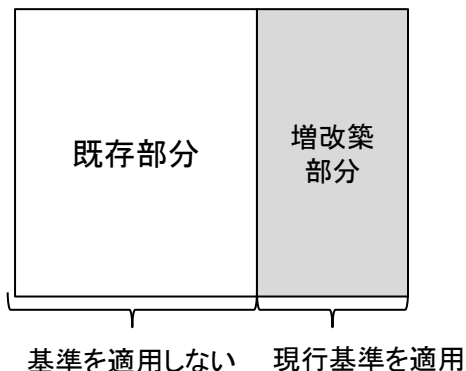 既存部分
増改築
部分
基準を適用しない
現行基準を適用